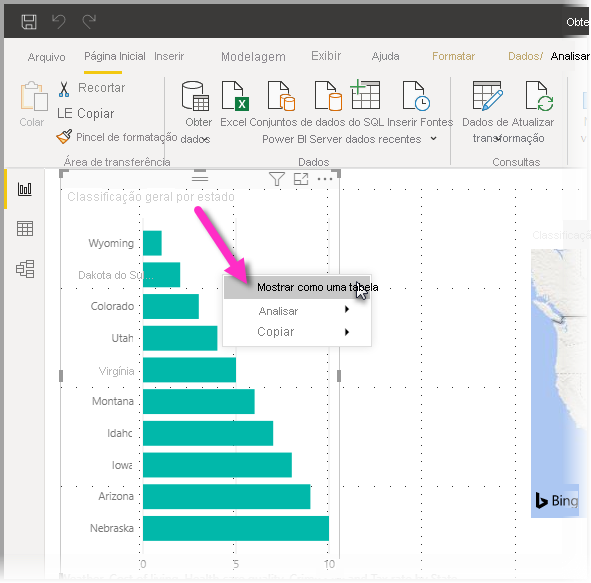 Obte
Arquivo Página Inicial Inserir Modelagem Exibir Ajuda Formatar Dados/ Analisar
Colar
Recortar
LE Copiar
Pincel de formatação
Área de transferência
Obter Excel Conjuntos de dados do SQL Inserir Fontes
dados Power BI Server dados recentes
Dados
Dados de Atualizar
transformação
Consultas
Classificação geral por estado
Classificaçã
Wyoming
Dakota do Su...
Colorado
Utah
Virgínia
Montana
Idaho
Iowa
Arizona
Nebraska
0 5 10
Mostrar como uma tabela
Analisar
Copiar
Bing